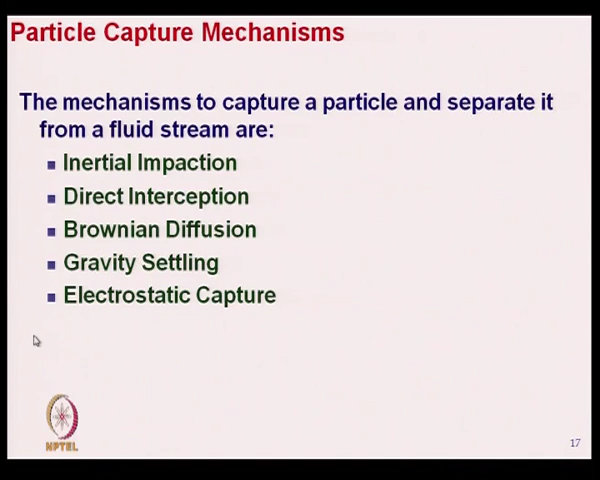 Particle Capture Mechanisms
The mechanisms to capture a particle and separate it
from a fluid stream are:
Inertial Impaction
Direct Interception
Brownian Diffusion
Gravity Settling
Electrostatic Capture
NPTEL
17